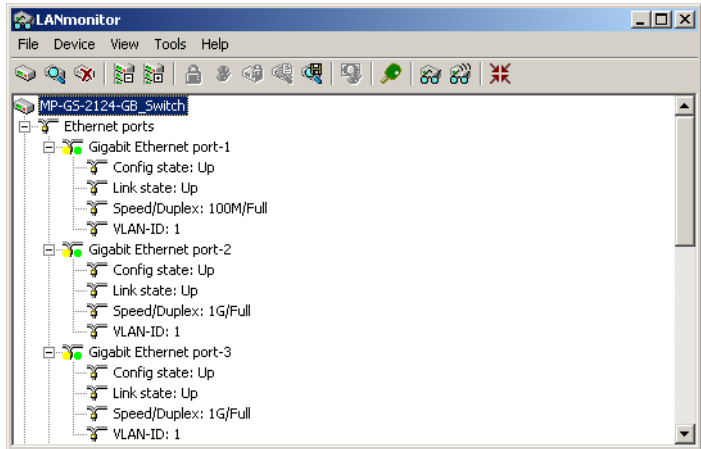 LANmonitor
File Device View Tools Help
MP-GS-2124-GB_Switch
Ethernet ports
Gigabit Ethernet port-1
Config state: Up
Link state: Up
Speed/Duplex: 100M/Full
VLAN-ID: 1
Gigabit Ethernet port-2
Config state: Up
Link state: Up
Speed/Duplex: 1G/Full
VLAN-ID: 1
Gigabit Ethernet port-3
Config state: Up
Link state: Up
Speed/Duplex: 1G/Full
VLAN-ID: 1